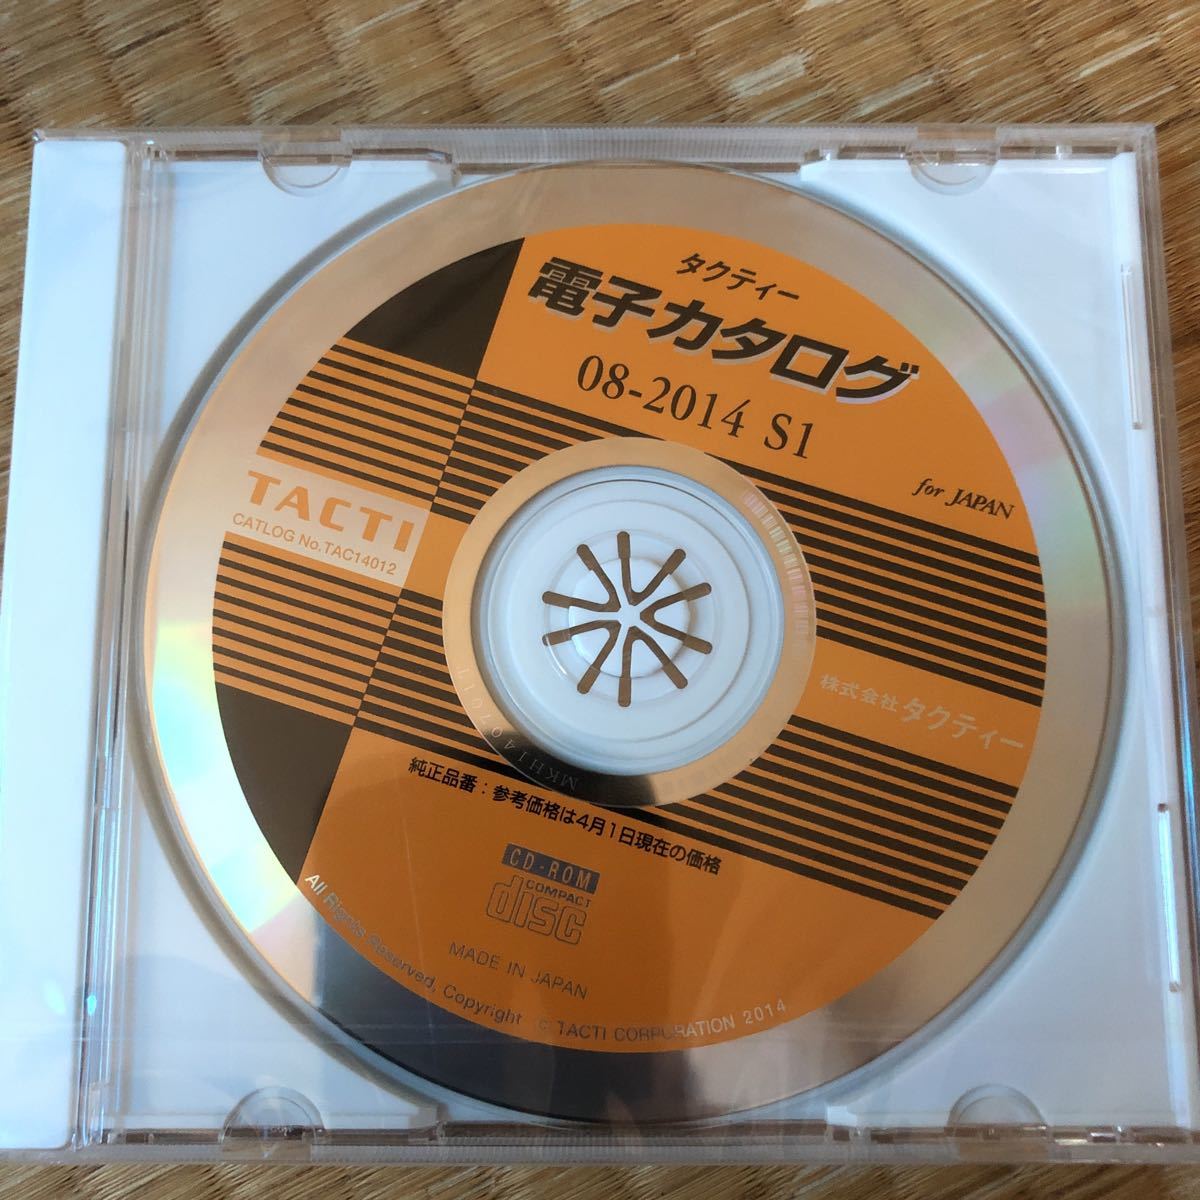 タクティー
電子カタログ
08-2014 S1
for JAPAN
TACTI
CATLOG No.TAC14012
株式会社タクティー
純正品番：参考価格は4月1日現在の価格
CD-ROM
COMPACT
disc
MADE IN JAPAN
All Rights Reserved, Copyright © TACTI CORPORATION 2014